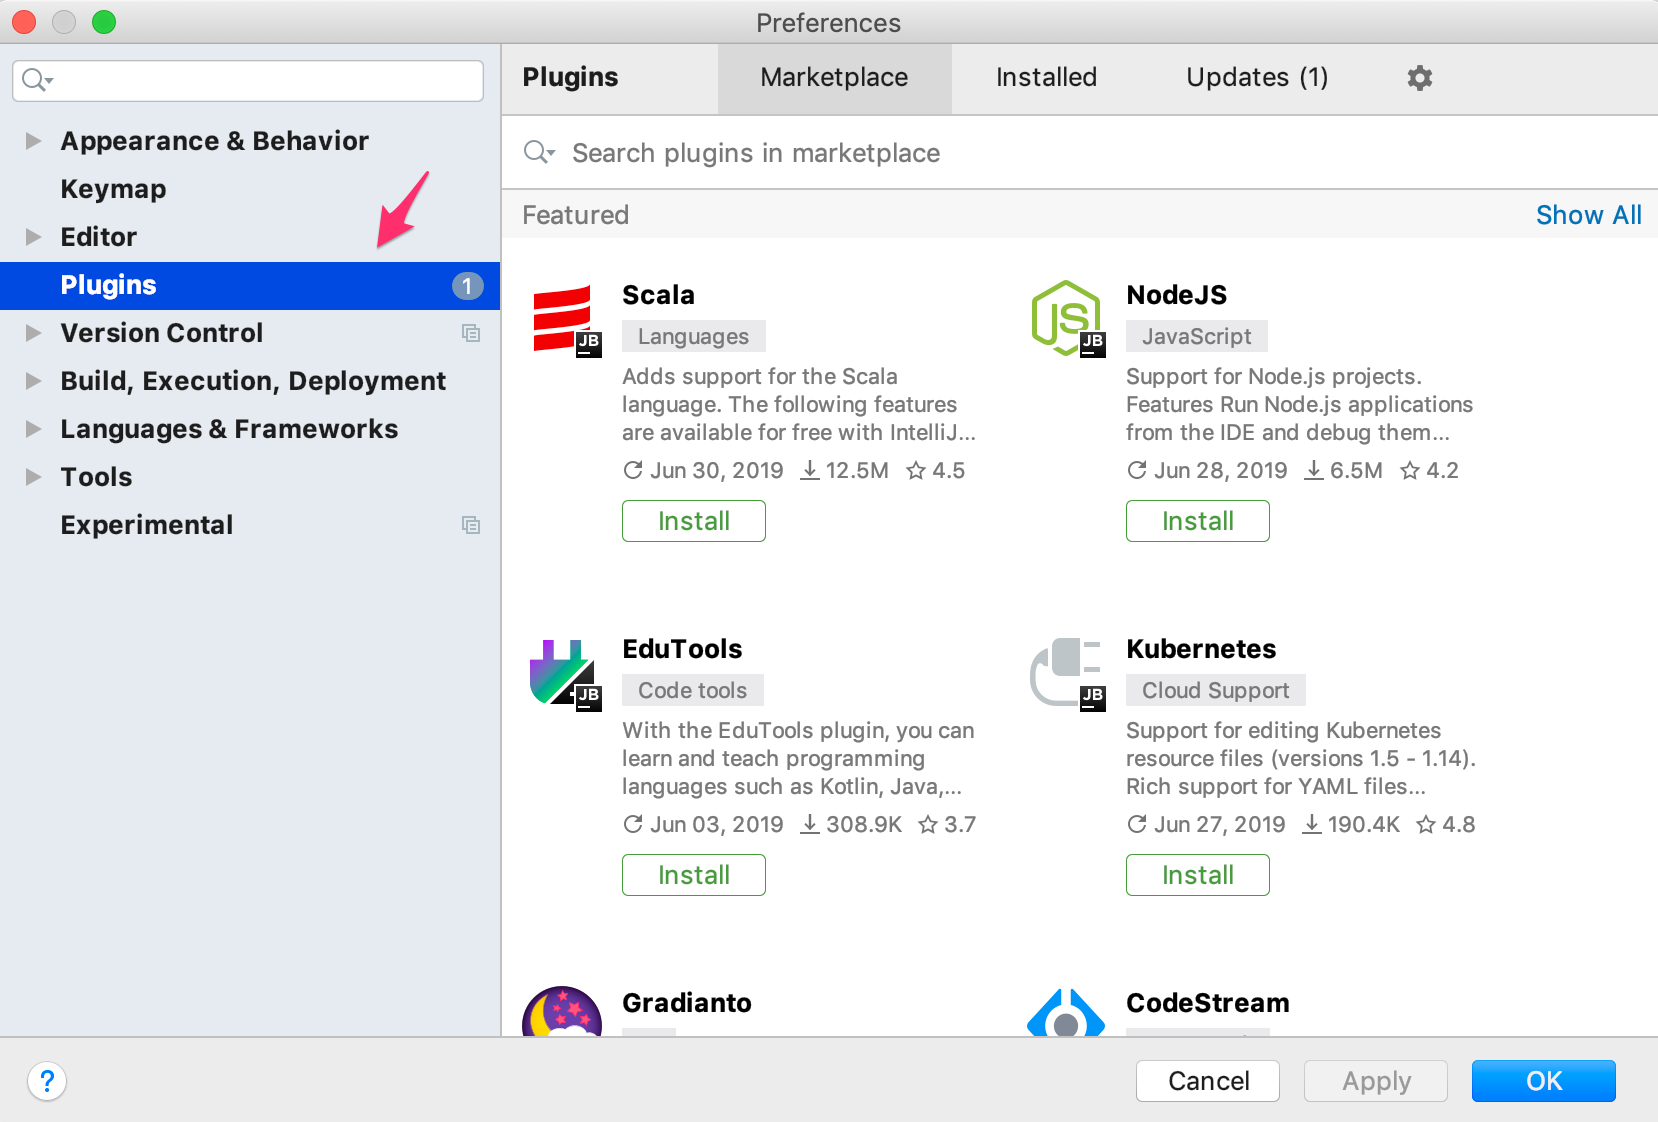 Preferences
Appearance & Behavior
Keymap
Editor
Plugins
1
Version Control
Build, Execution, Deployment
Languages & Frameworks
Tools
Experimental
Plugins
Marketplace
Installed
Updates (1)
Search plugins in marketplace
Featured
Show All
JB
Scala
Languages
Adds support for the Scala
language. The following features
are available for free with IntelliJ...
Jun 30, 2019 12.5M 4.5
Install
JS
JB
NodeJS
JavaScript
Support for Node.js projects.
Features Run Node.js applications
from the IDE and debug them...
Jun 28, 2019 6.5M 4.2
Install
JB
EduTools
Code tools
With the EduTools plugin, you can
learn and teach programming
languages such as Kotlin, Java,...
Jun 03, 2019 308.9K 3.7
Install
JB
Kubernetes
Cloud Support
Support for editing Kubernetes
resource files (versions 1.5 - 1.14).
Rich support for YAML files...
Jun 27, 2019 190.4K 4.8
Install
Gradianto
CodeStream
?
Cancel
Apply
OK